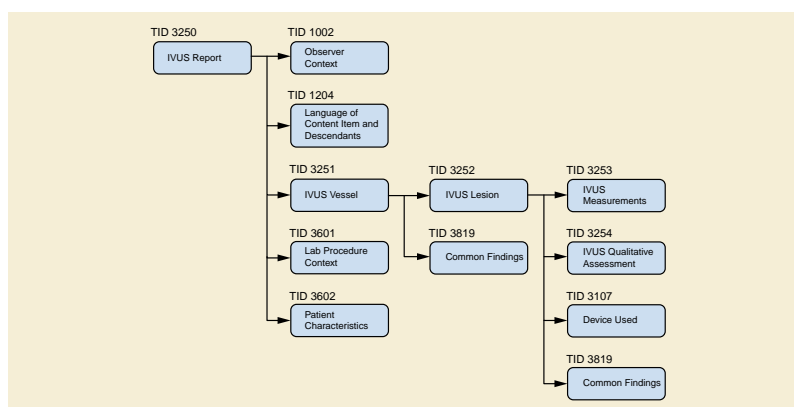 TID 3250
IVUS Report
TID 1002
Observer
Context
TID 1204
Language of
Content Item and
Descendants
TID 3251
IVUS Vessel
TID 3252
IVUS Lesion
TID 3253
IVUS
Measurements
TID 3601
Lab Procedure
Context
TID 3819
Common Findings
TID 3254
IVUS Qualitative
Assessment
TID 3602
Patient
Characteristics
TID 3107
Device Used
TID 3819
Common Findings